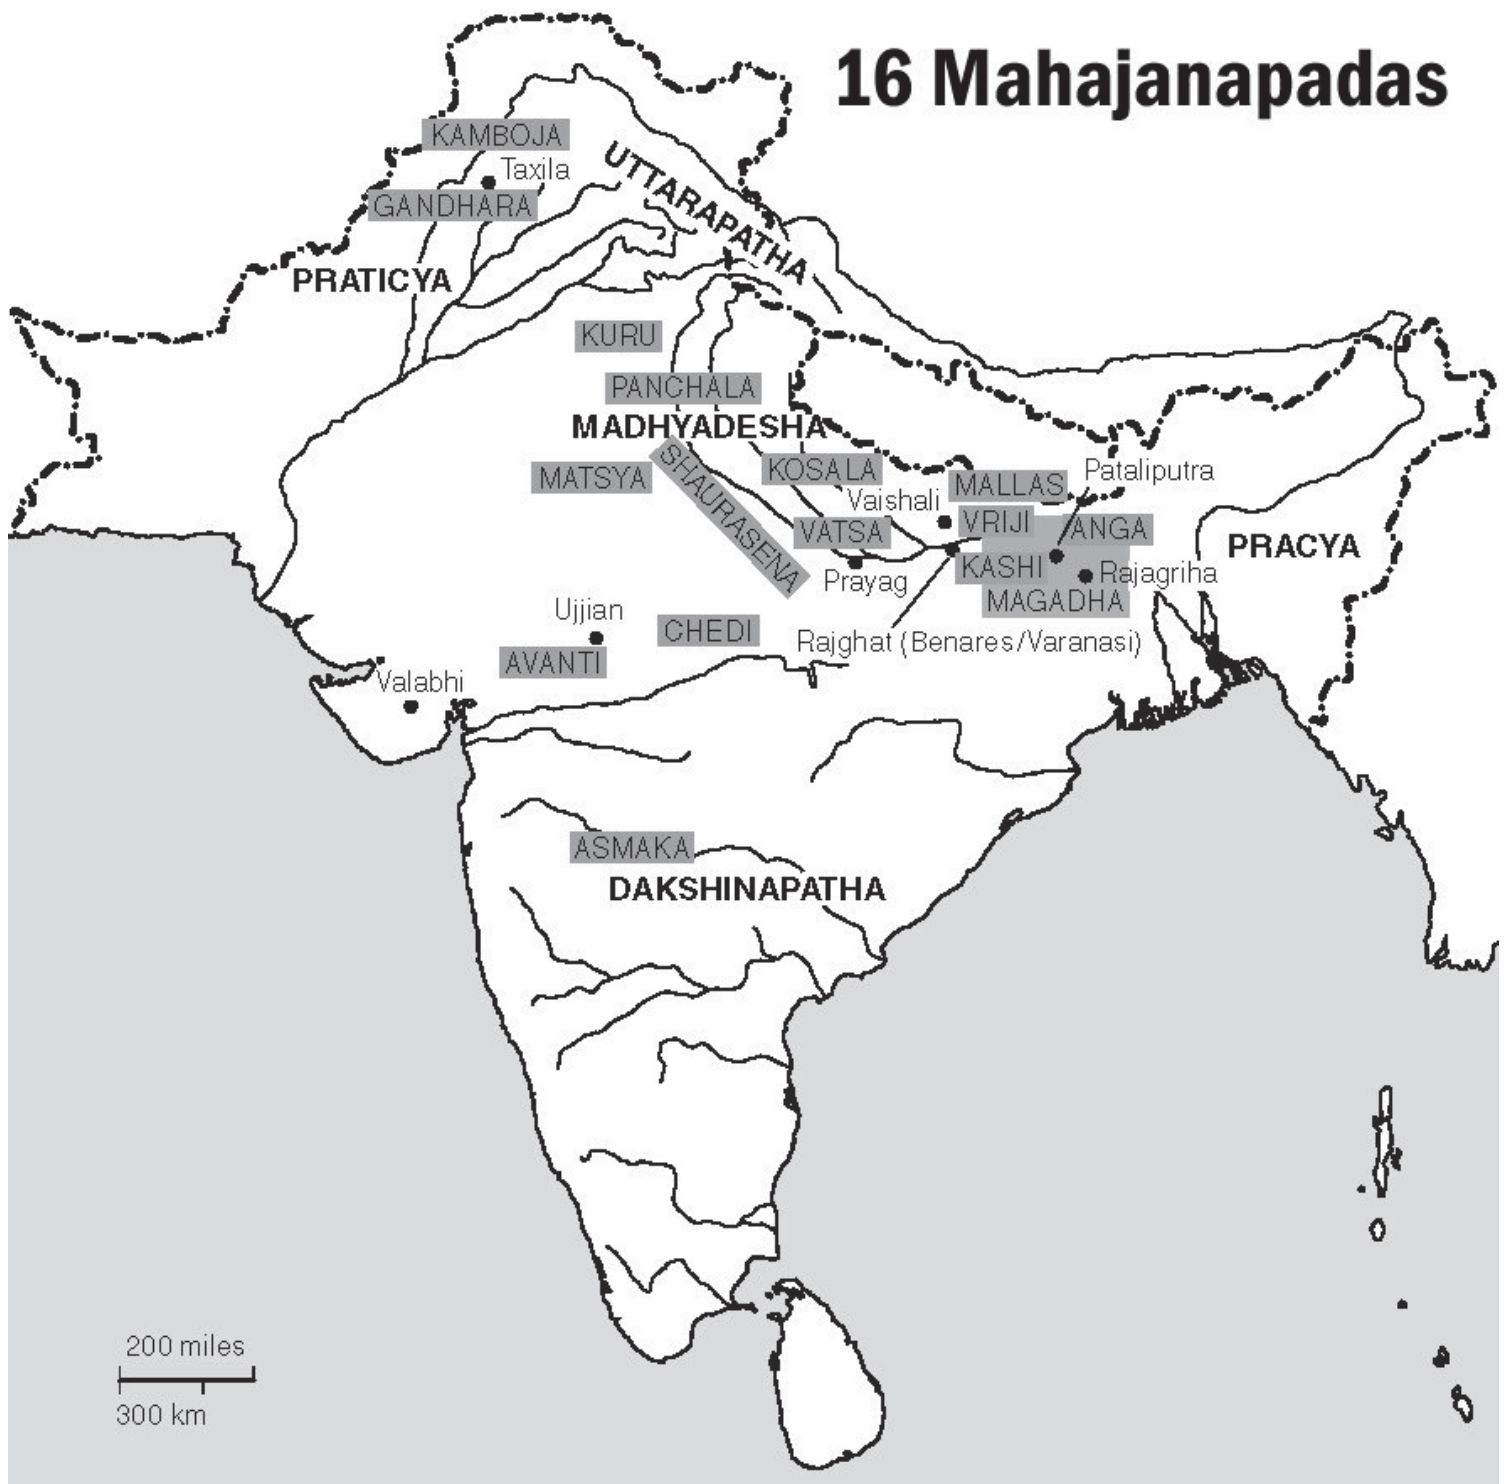 16 Mahajanapadas
KAMBOJA
Taxila
GANDHARA
UTTARAPATHA
PRATICYA
KURU
PANCHALA
MADHYADESHA
MATSYA
SHAURASENA
KOSALA
Vaishali
MALLAS
Pataliputra
VATSA
VRIJI
ANGA
PRACYA
Prayag
KASHI
Rajagriha
MAGADHA
Ujjian
CHEDI
Rajghat (Benares/Varanasi)
AVANTI
Valabhi
ASMAKA
DAKSHINAPATHA
200 miles
300 km